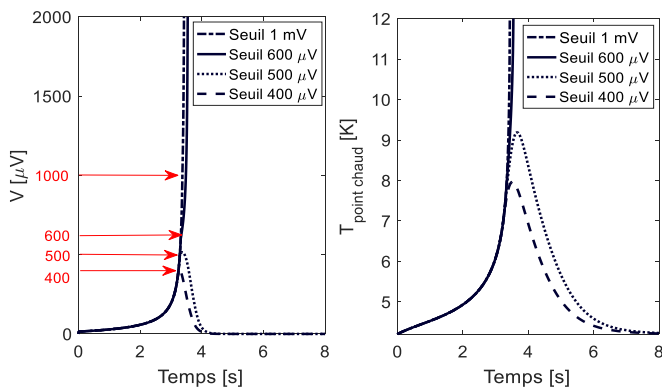 2000
1500
1000
600
500
400
0
V [μV]
0 2 4 6 8
Temps [s]
Seuil 1 mV
Seuil 600 μV
Seuil 500 μV
Seuil 400 μV
12
11
10
9
8
7
6
5
T point chaud [K]
0 2 4 6 8
Temps [s]
Seuil 1 mV
Seuil 600 μV
Seuil 500 μV
Seuil 400 μV